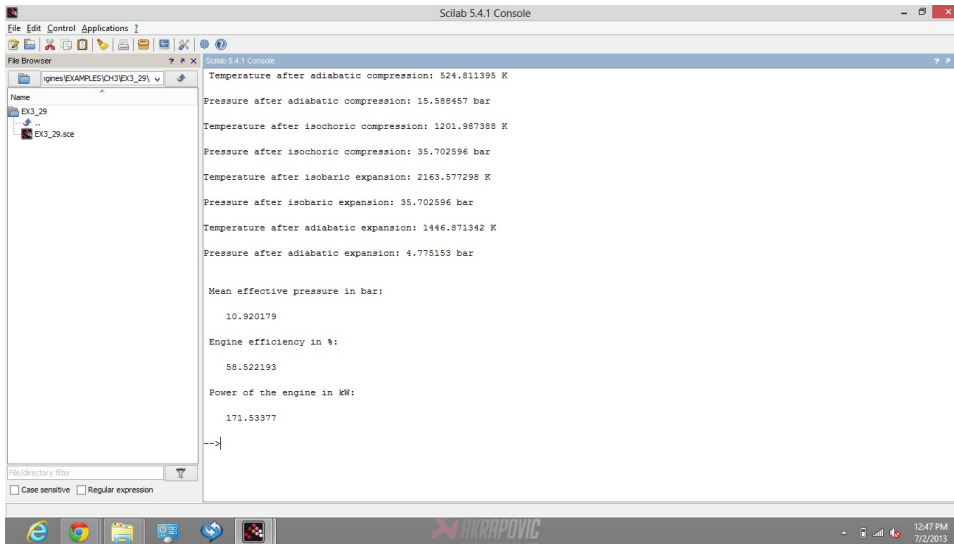 Scilab 5.4.1 Console
File Edit Control Applications ?
File Browser
Scilab 5.4.1 Console
igines\EXAMPLES\CH3\EX3_29\
Name
EX3_29
..
EX3_29.sce
Temperature after adiabatic compression: 524.811395 K
Pressure after adiabatic compression: 15.588457 bar
Temperature after isochoric compression: 1201.987388 K
Pressure after isochoric compression: 35.702596 bar
Temperature after isobaric expansion: 2163.577298 K
Pressure after isobaric expansion: 35.702596 bar
Temperature after adiabatic expansion: 1446.871342 K
Pressure after adiabatic expansion: 4.775153 bar
Mean effective pressure in bar:
10.920179
Engine efficiency in %:
58.522193
Power of the engine in kW:
171.53377
-->
File/directory filter
Case sensitive Regular expression
AKRAPOVIC
12:47 PM
7/2/2013